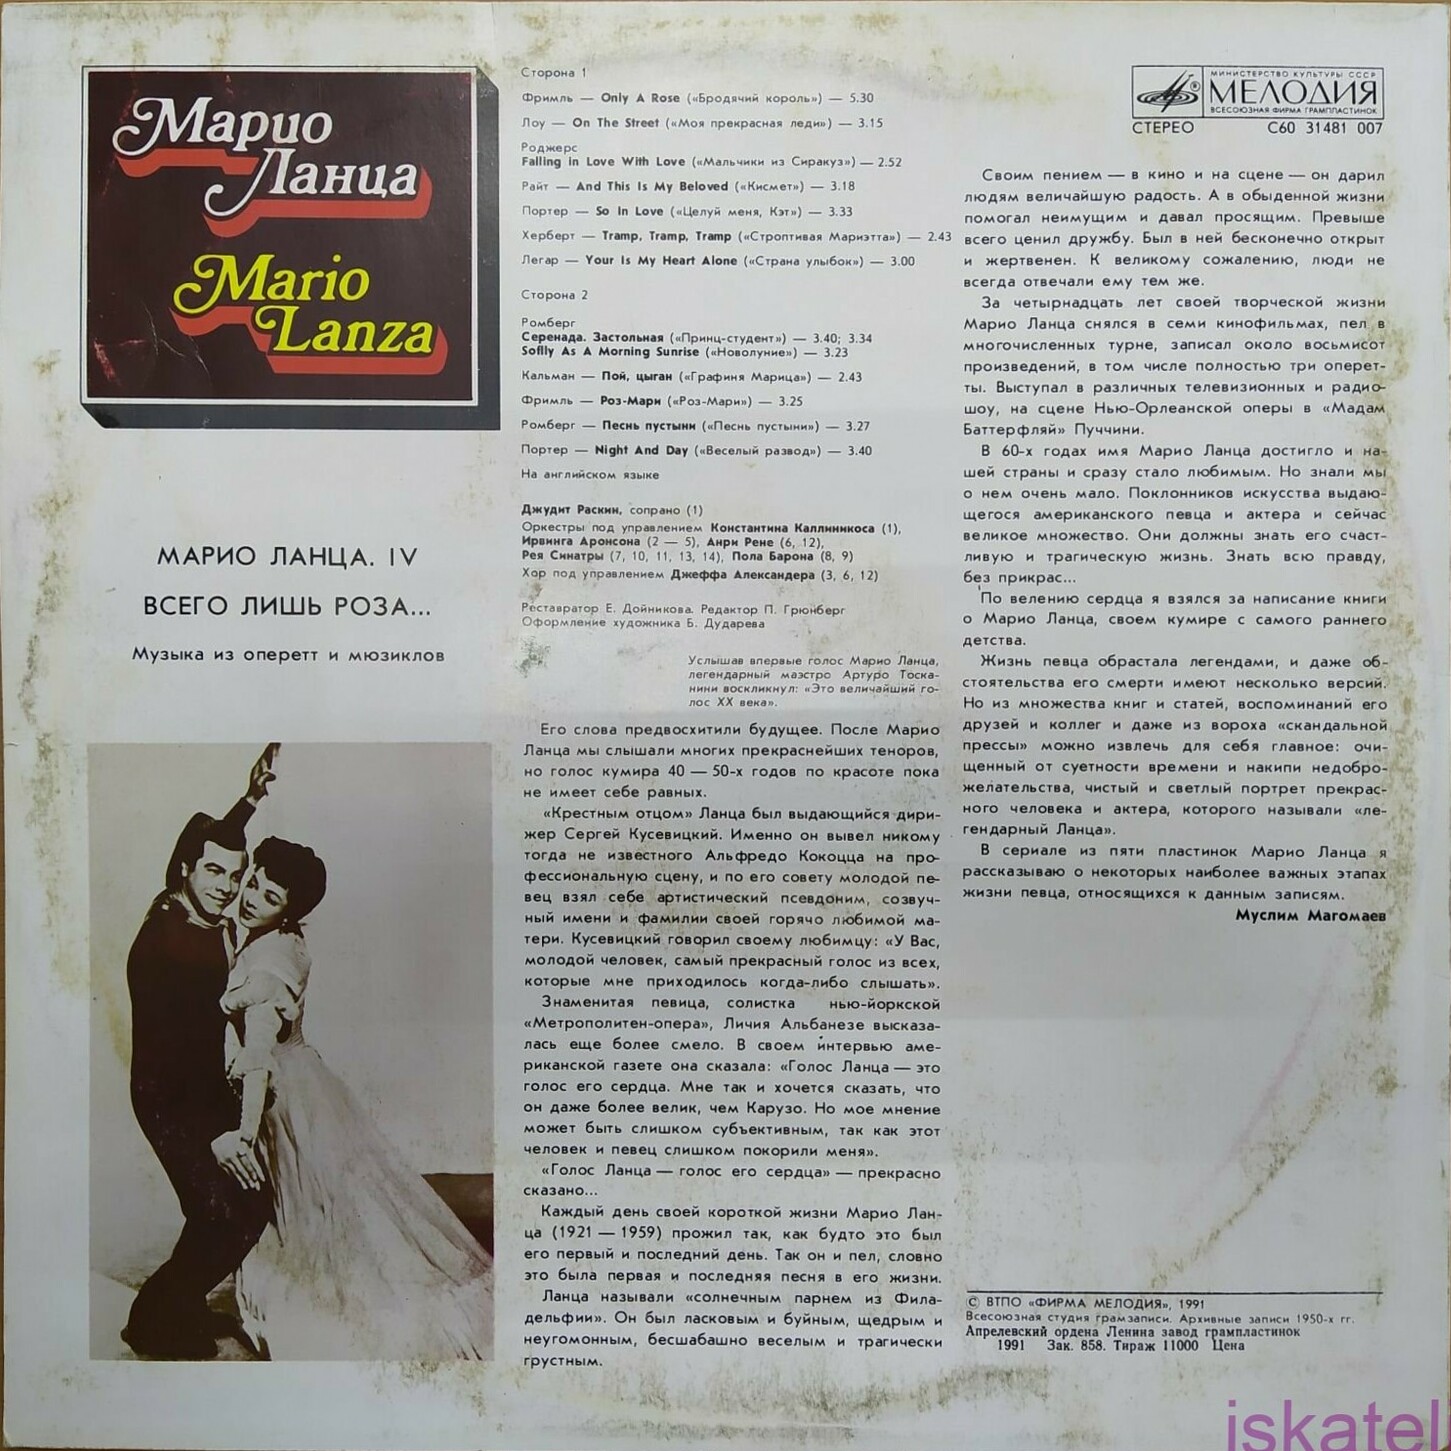 Марио
Ланца
Mario
Lanza
МАРИО ЛАНЦА. IV
ВСЕГО ЛИШЬ РОЗА...
Музыка из оперетт и мюзиклов
Сторона 1
Фримль — Only A Rose («Бродячий король») — 5.30
Лоу — On The Street («Моя прекрасная леди») — 3.15
Роджерс
Falling in Love With Love («Мальчики из Сиракуз») — 2.52
Райт — And This Is My Beloved («Кисмет») — 3.18
Портер — So In Love («Целуй меня, Кэт») — 3.33
Херберт — Tramp, Tramp, Tramp («Строптивая Мариэтта») — 2.43
Легар — Your Is My Heart Alone («Страна улыбок») — 3.00
Сторона 2
Ромберг
Серенада. Застольная («Принц-студент») — 3.40; 3.34
Soflly As A Morning Sunrise («Новолуние») — 3.23
Кальман — Пой, цыган («Графиня Марица») — 2.43
Фримль — Роз-Мари («Роз-Мари») — 3.25
Ромберг — Песнь пустыни («Песнь пустыни») — 3.27
Портер — Night And Day («Веселый развод») — 3.40
На английском языке
Джудит Раскин, сопрано (1)
Оркестры под управлением Константина Каллиникоса (1),
Ирвинга Аронсона (2 — 5), Анри Рене (6, 12),
Рея Синатры (7, 10, 11, 13, 14), Пола Барона (8, 9)
Хор под управлением Джеффа Александера (3, 6, 12)
Реставратор Е. Дойникова. Редактор П. Грюнберг
Оформление художника Б. Дударева
Услышав впервые голос Марио Ланца,
легендарный маэстро Артуро Тоска-
нини воскликнул: «Это величайший го-
лос XX века».
Его слова предвосхитили будущее. После Марио
Ланца мы слышали многих прекраснейших теноров,
но голос кумира 40 — 50-х годов по красоте пока
не имеет себе равных.
«Крестным отцом» Ланца был выдающийся дири-
жер Сергей Кусевицкий. Именно он вывел никому
тогда не известного Альфредо Кокоцца на про-
фессиональную сцену, и по его совету молодой пе-
вец взял себе артистический псевдоним, созвуч-
ный имени и фамилии своей горячо любимой ма-
тери. Кусевицкий говорил своему любимцу: «У Вас,
молодой человек, самый прекрасный голос из всех,
которые мне приходилось когда-либо слышать».
Знаменитая певица, солистка нью-йоркской
«Метрополитен-опера», Личия Альбанезе высказа-
лась еще более смело. В своем интервью аме-
риканской газете она сказала: «Голос Ланца — это
голос его сердца. Мне так и хочется сказать, что
он даже более велик, чем Карузо. Но мое мнение
может быть слишком субъективным, так как этот
человек и певец слишком покорили меня».
«Голос Ланца — голос его сердца» — прекрасно
сказано...
Каждый день своей короткой жизни Марио Лан-
ца (1921 — 1959) прожил так, как будто это был
его первый и последний день. Так он и пел, словно
это была первая и последняя песня в его жизни.
Ланца называли «солнечным парнем из Фила-
дельфии». Он был ласковым и буйным, щедрым и
неугомонным, бесшабашно веселым и трагически
грустным.
МИНИСТЕРСТВО КУЛЬТУРЫ СССР
МЕЛОДИЯ
ВСЕСОЮЗНАЯ ФИРМА ГРАМПЛАСТИНОК
СТЕРЕО С60 31481 007
Своим пением — в кино и на сцене — он дарил
людям величайшую радость. А в обыденной жизни
помогал неимущим и давал просящим. Превыше
всего ценил дружбу. Был в ней бесконечно открыт
и жертвенен. К великому сожалению, люди не
всегда отвечали ему тем же.
За четырнадцать лет своей творческой жизни
Марио Ланца снялся в семи кинофильмах, пел в
многочисленных турне, записал около восьмисот
произведений, в том числе полностью три оперет-
ты. Выступал в различных телевизионных и радио-
шоу, на сцене Нью-Орлеанской оперы в «Мадам
Баттерфляй» Пуччини.
В 60-х годах имя Марио Ланца достигло и на-
шей страны и сразу стало любимым. Но знали мы
о нем очень мало. Поклонников искусства выдаю-
щегося американского певца и актера и сейчас
великое множество. Они должны знать его счаст-
ливую и трагическую жизнь. Знать всю правду,
без прикрас...
По велению сердца я взялся за написание книги
о Марио Ланца, своем кумире с самого раннего
детства.
Жизнь певца обрастала легендами, и даже об-
стоятельства его смерти имеют несколько версий.
Но из множества книг и статей, воспоминаний его
друзей и коллег и даже из вороха «скандальной
прессы» можно извлечь для себя главное: очи-
щенный от суетности времени и накипи недобро-
желательства, чистый и светлый портрет прекрас-
ного человека и актера, которого называли «ле-
гендарный Ланца».
В сериале из пяти пластинок Марио Ланца я
рассказываю о некоторых наиболее важных этапах
жизни певца, относящихся к данным записям.
Муслим Магомаев
© ВТПО «ФИРМА МЕЛОДИЯ», 1991
Всесоюзная студия грамзаписи. Архивные записи 1950-х гг.
Апрелевский ордена Ленина завод грампластинок
1991 Зак. 858. Тираж 11000 Цена
iskatel